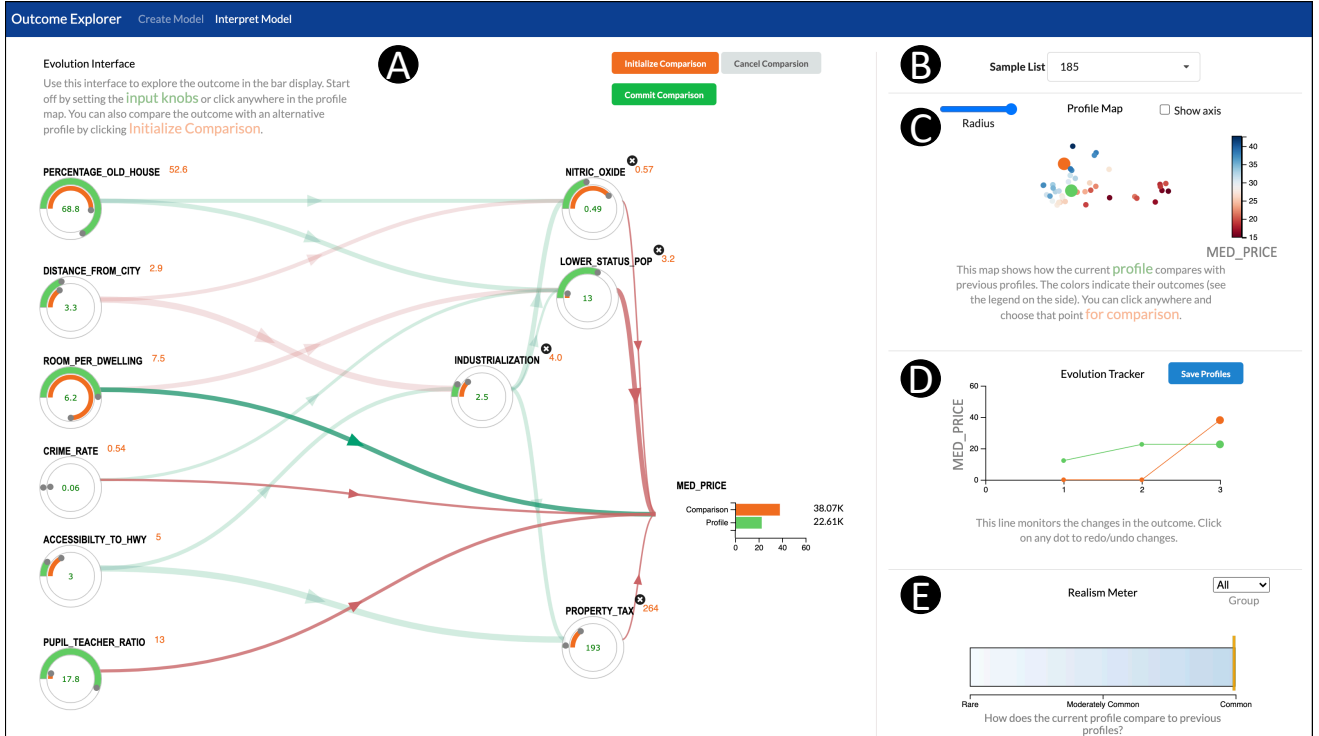 Outcome Explorer Create Model Interpret Model
Evolution Interface
Use this interface to explore the outcome in the bar display. Start
off by setting the input knobs or click anywhere in the profile
map. You can also compare the outcome with an alternative
profile by clicking Initialize Comparison.
A
Initialize Comparison Cancel Comparsion
Commit Comparison
PERCENTAGE_OLD_HOUSE 52.6
68.8
DISTANCE_FROM_CITY 2.9
3.3
ROOM_PER_DWELLING 7.5
6.2
CRIME_RATE 0.54
0.06
ACCESSIBILTY_TO_HWY 5
3
PUPIL_TEACHER_RATIO 13
17.8
NITRIC_OXIDE 0.57
0.49
LOWER_STATUS_POP 3.2
13
INDUSTRIALIZATION 4.0
2.5
PROPERTY_TAX 264
193
MED_PRICE
Comparison 38.07K
Profile 22.61K
0 20 40 60
B
Sample List 185
C
Radius
Profile Map
Show axis
40
35
30
25
20
15
MED_PRICE
This map shows how the current profile compares with
previous profiles. The colors indicate their outcomes (see
the legend on the side). You can click anywhere and
choose that point for comparison.
D
Evolution Tracker Save Profiles
MED_PRICE
60
40
20
0
0 1 2 3
This line monitors the changes in the outcome. Click
on any dot to redo/undo changes.
E
Realism Meter
All
Group
Rare Moderately Common Common
How does the current profile compare to previous
profiles?